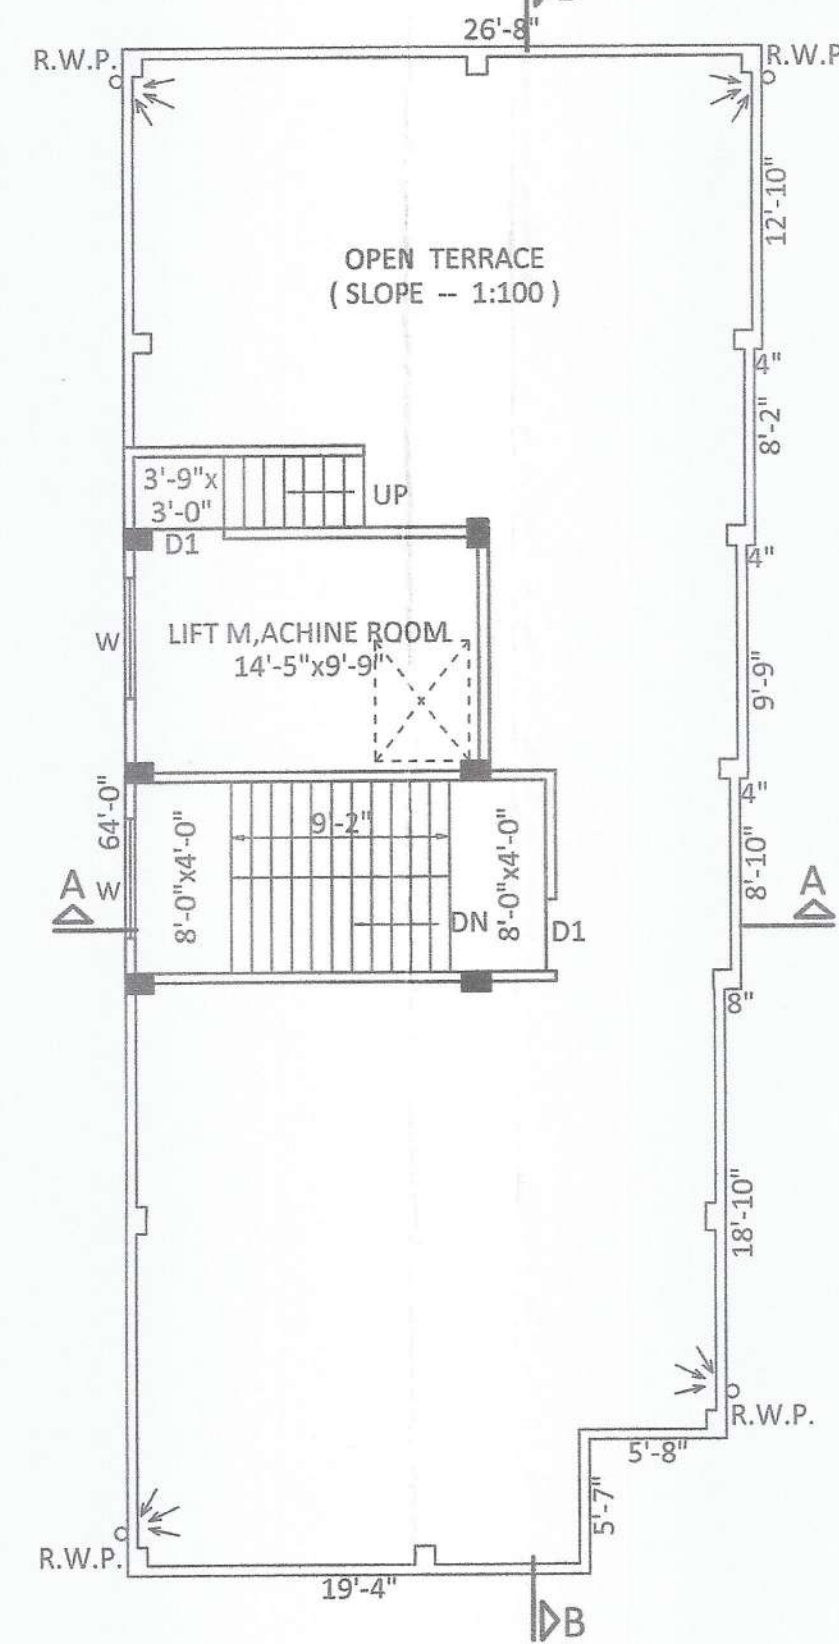 26'-8"
R.W.P.
R.W.P
12'-10"
OPEN TERRACE
( SLOPE -- 1:100 )
4"
8'-2"
3'-9"x
3'-0"
UP
D1
4"
W
LIFT M,ACHINE ROOM
14'-5"x9'-9"
9'-9"
64'-0"
4"
9'-2"
8'-0"x4'-0"
8'-0"x4'-0"
8'-10"
A
W
A
DN
D1
8"
18'-10"
R.W.P.
5'-8"
5'-7"
R.W.P.
19'-4"
B